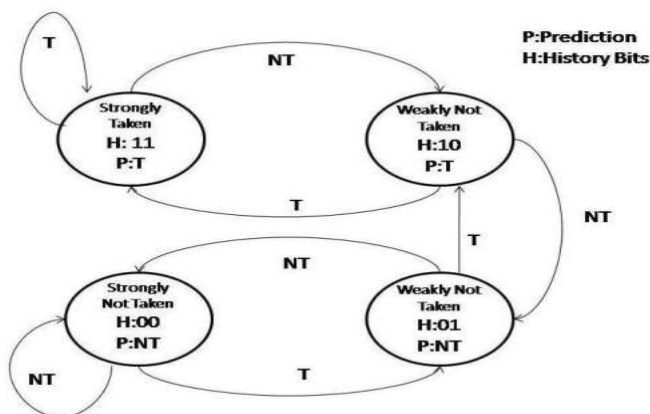 T
NT
P:Prediction
H:History Bits
Strongly
Taken
H: 11
P:T
Weakly Not
Taken
H:10
P:T
T
NT
T
NT
Strongly
Not Taken
H:00
P:NT
Weakly Not
Taken
H:01
P:NT
NT
T